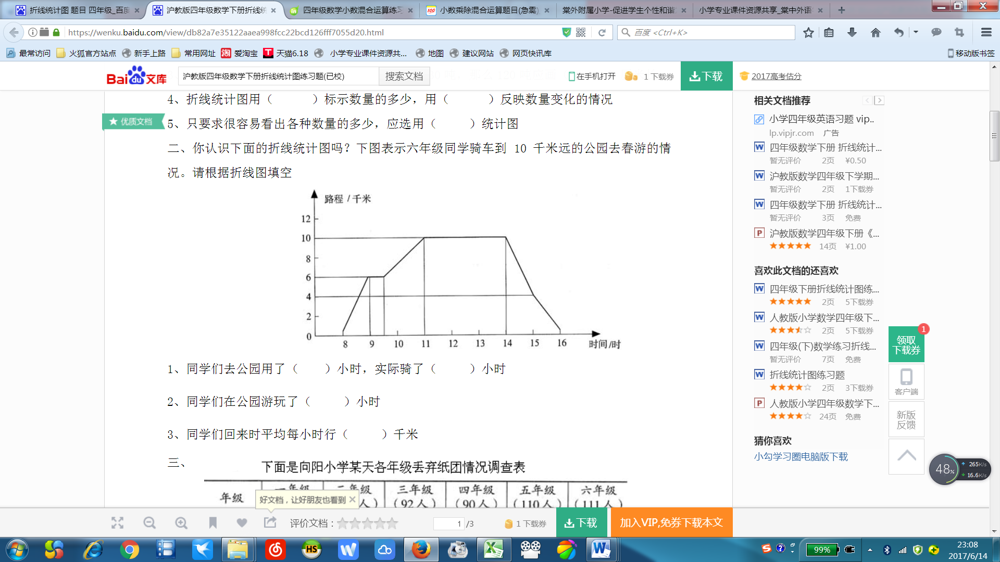 折线统计图 题目 四年级_百度
沪教版四年级数学下册折线统
四年级数学小数混合运算练习
小数乘除混合运算题目(急需)
棠外附属小学-促进学生个性和谐
小学专业课件资源共享_棠中外语
https://wenku.baidu.com/view/db82a7e35122aaea998fcc22bcd126fff7055d20.html
百度 <Ctrl+K>
最常访问 火狐官方站点 新手上路 常用网址 爱淘宝 天猫6.18 小学专业课件资源共... 地图 建议网站 网页快讯库 移动版书签
Bai du 文库
沪教版四年级数学下册折线统计图练习题(已校)
搜索文档
在手机打开
1 下载券
下载
2017高考估分
4、折线统计图用（ ）标示数量的多少，用（ ）反映数量变化的情况
优质文档
5、只要求很容易看出各种数量的多少，应选用（ ）统计图
二、你认识下面的折线统计图吗？下图表示六年级同学骑车到 10 千米远的公园去春游的情
况。请根据折线图填空
路程 /千米
12
10
8
6
4
2
0
8 9 10 11 12 13 14 15 16 时间/时
1、同学们去公园用了（ ）小时，实际骑了（ ）小时
2、同学们在公园游玩了（ ）小时
3、同学们回来时平均每小时行（ ）千米
三、
下面是向阳小学某天各年级丢弃纸团情况调查表
年级 一年级 二年级 三年级 四年级 五年级 六年级
人） （92人） （90人） （110人） （111人）
好文档，让好朋友也看到
评价文档：
1 /3
1 下载券
下载
加入VIP,免券下载本文
相关文档推荐
小学四年级英语习题 vip..
lp.vipjr.com 广告
四年级数学下册 折线统计...
暂无评价 2页 ¥0.50
沪教版数学四年级下学期...
暂无评价 2页 1下载券
四年级数学下册 折线统计...
暂无评价 3页 免费
沪教版数学四年级下册《...
14页 ¥1.00
喜欢此文档的还喜欢
四年级下册折线统计图练...
2页 5下载券
人教版小学数学四年级下...
2页 5下载券
四年级(下)数学练习折线...
暂无评价 7页 免费
折线统计图练习题
2页 3下载券
人教版小学四年级数学下...
24页 免费
猜你喜欢
小勾学习圈电脑版下载
1
领取
下载券
客户端
新版
反馈
48%
265K/s
16.6K/s
99%
23:08
2017/6/14